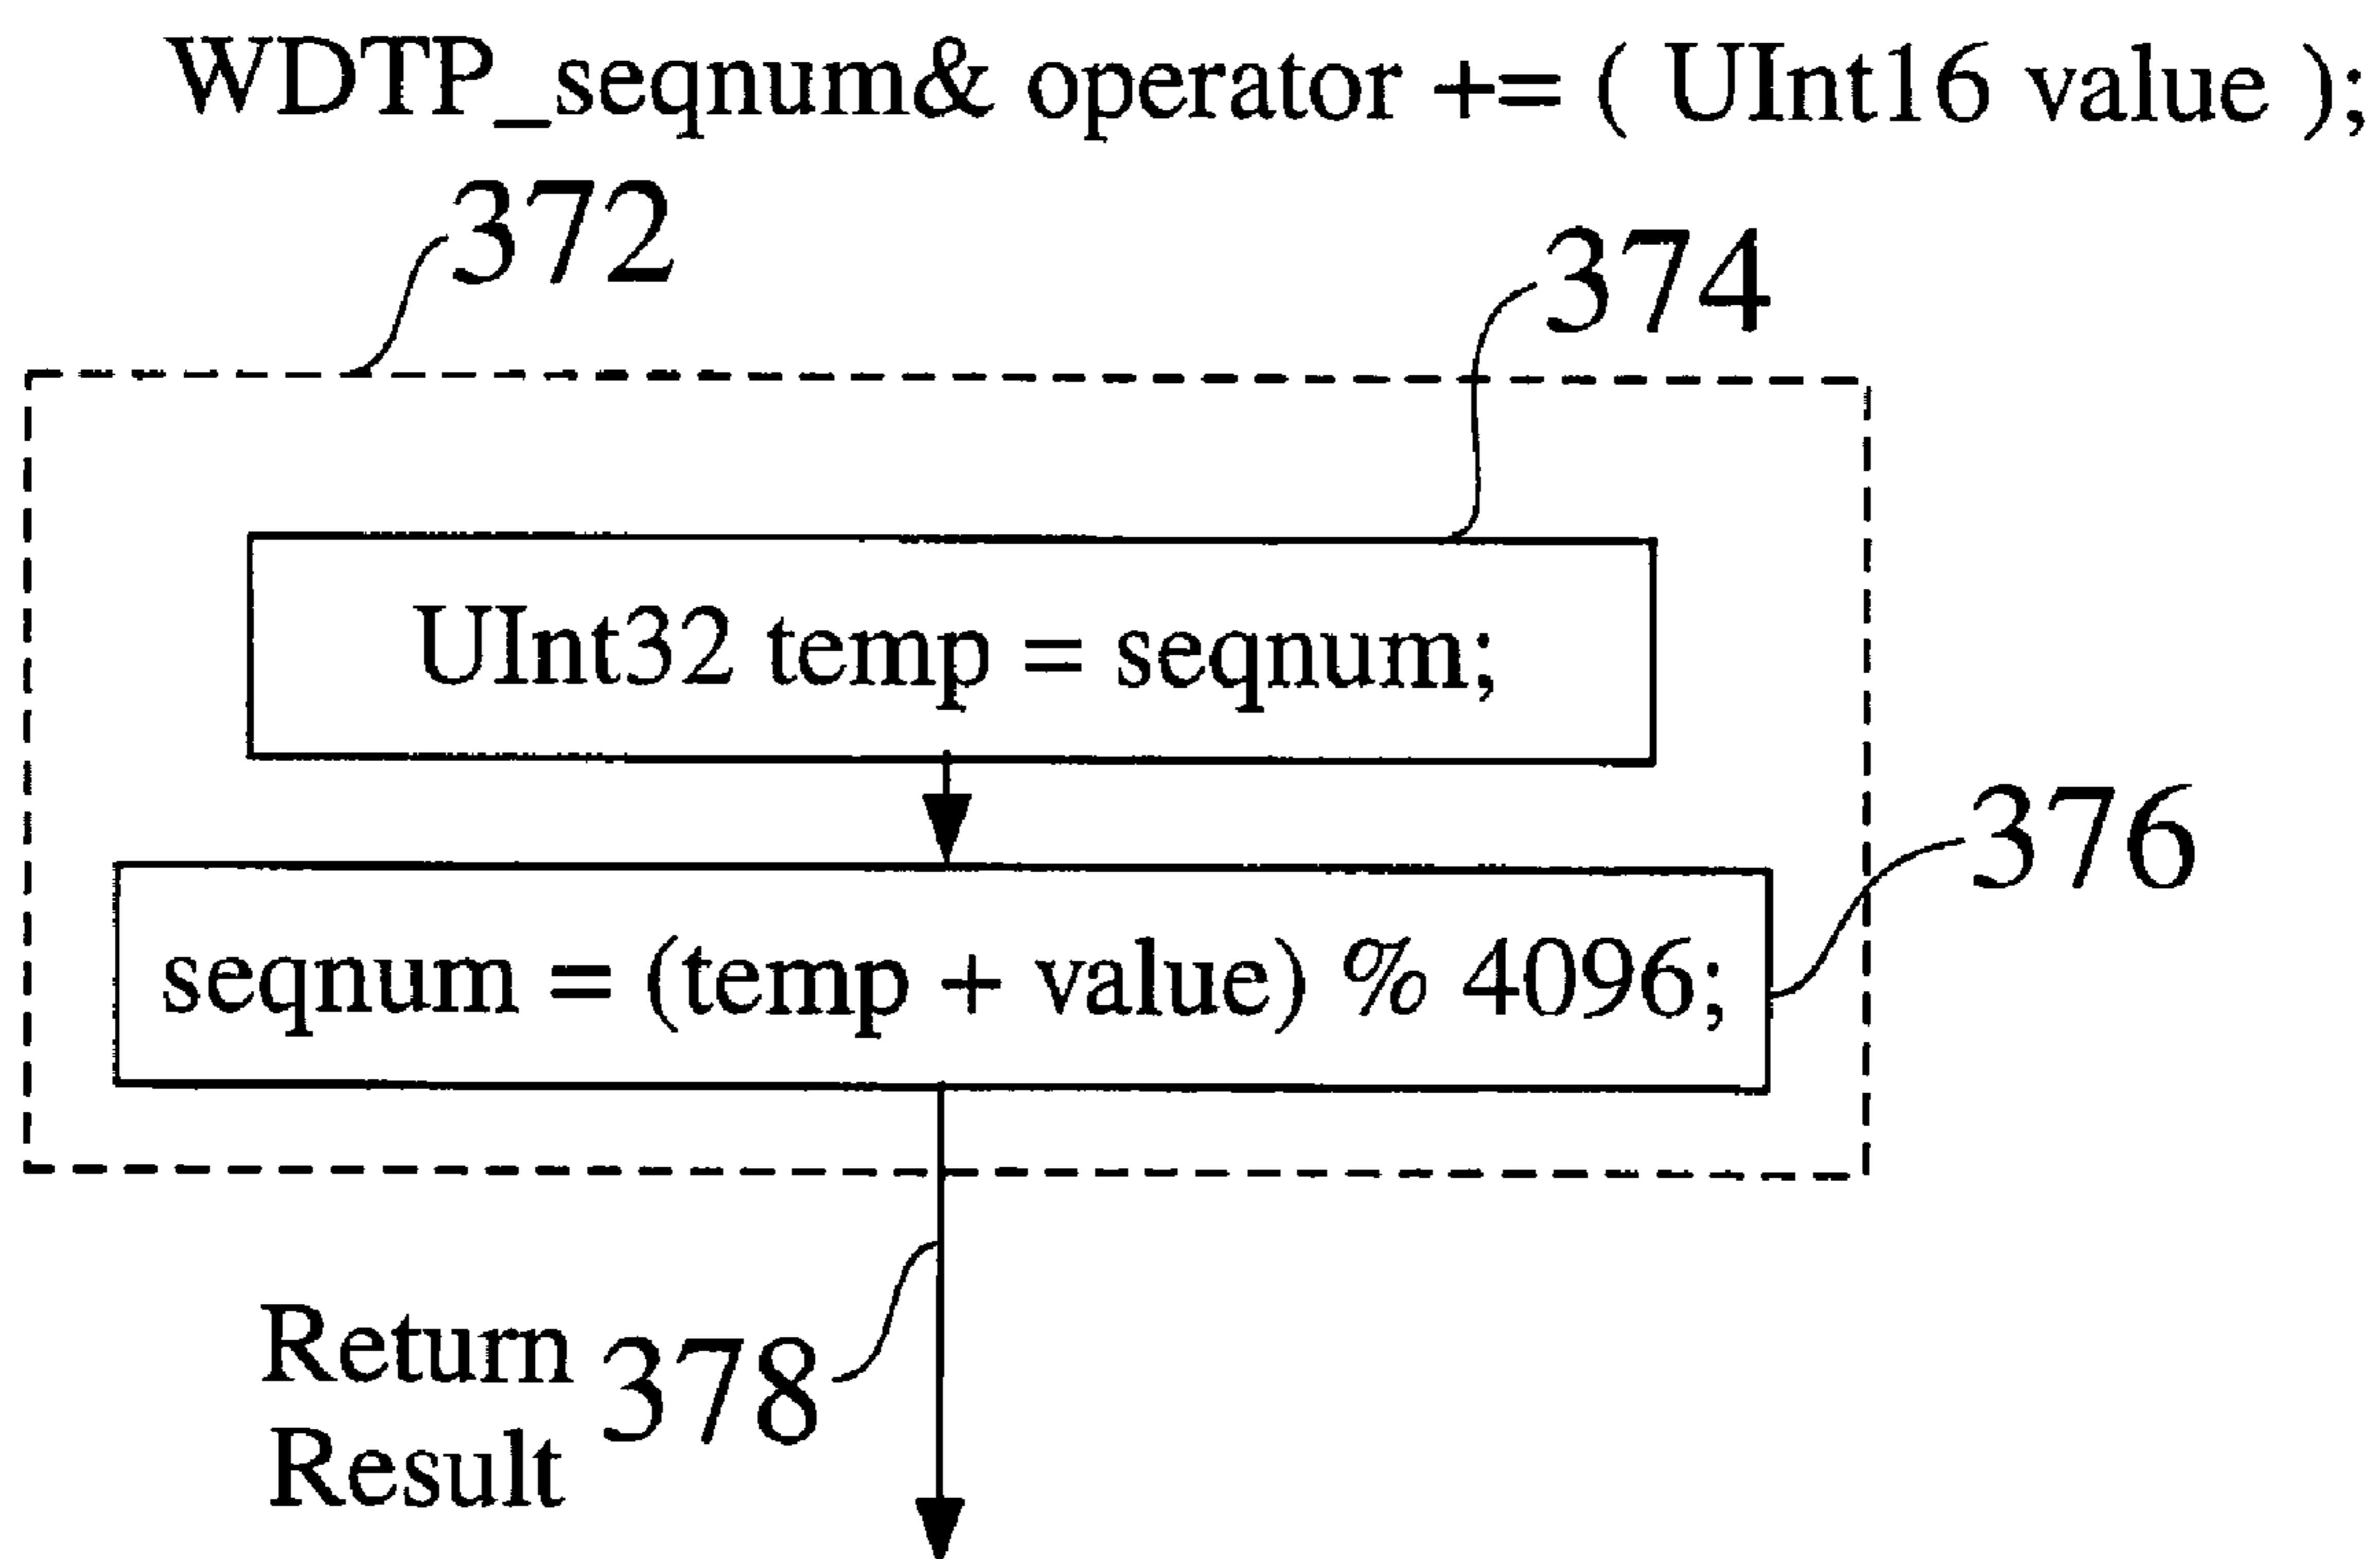 WDTP_seqnum& operator += ( UInt16 value );
372
374
UInt32 temp = seqnum;
376
seqnum = (temp + value) % 4096;
Return
378
Result